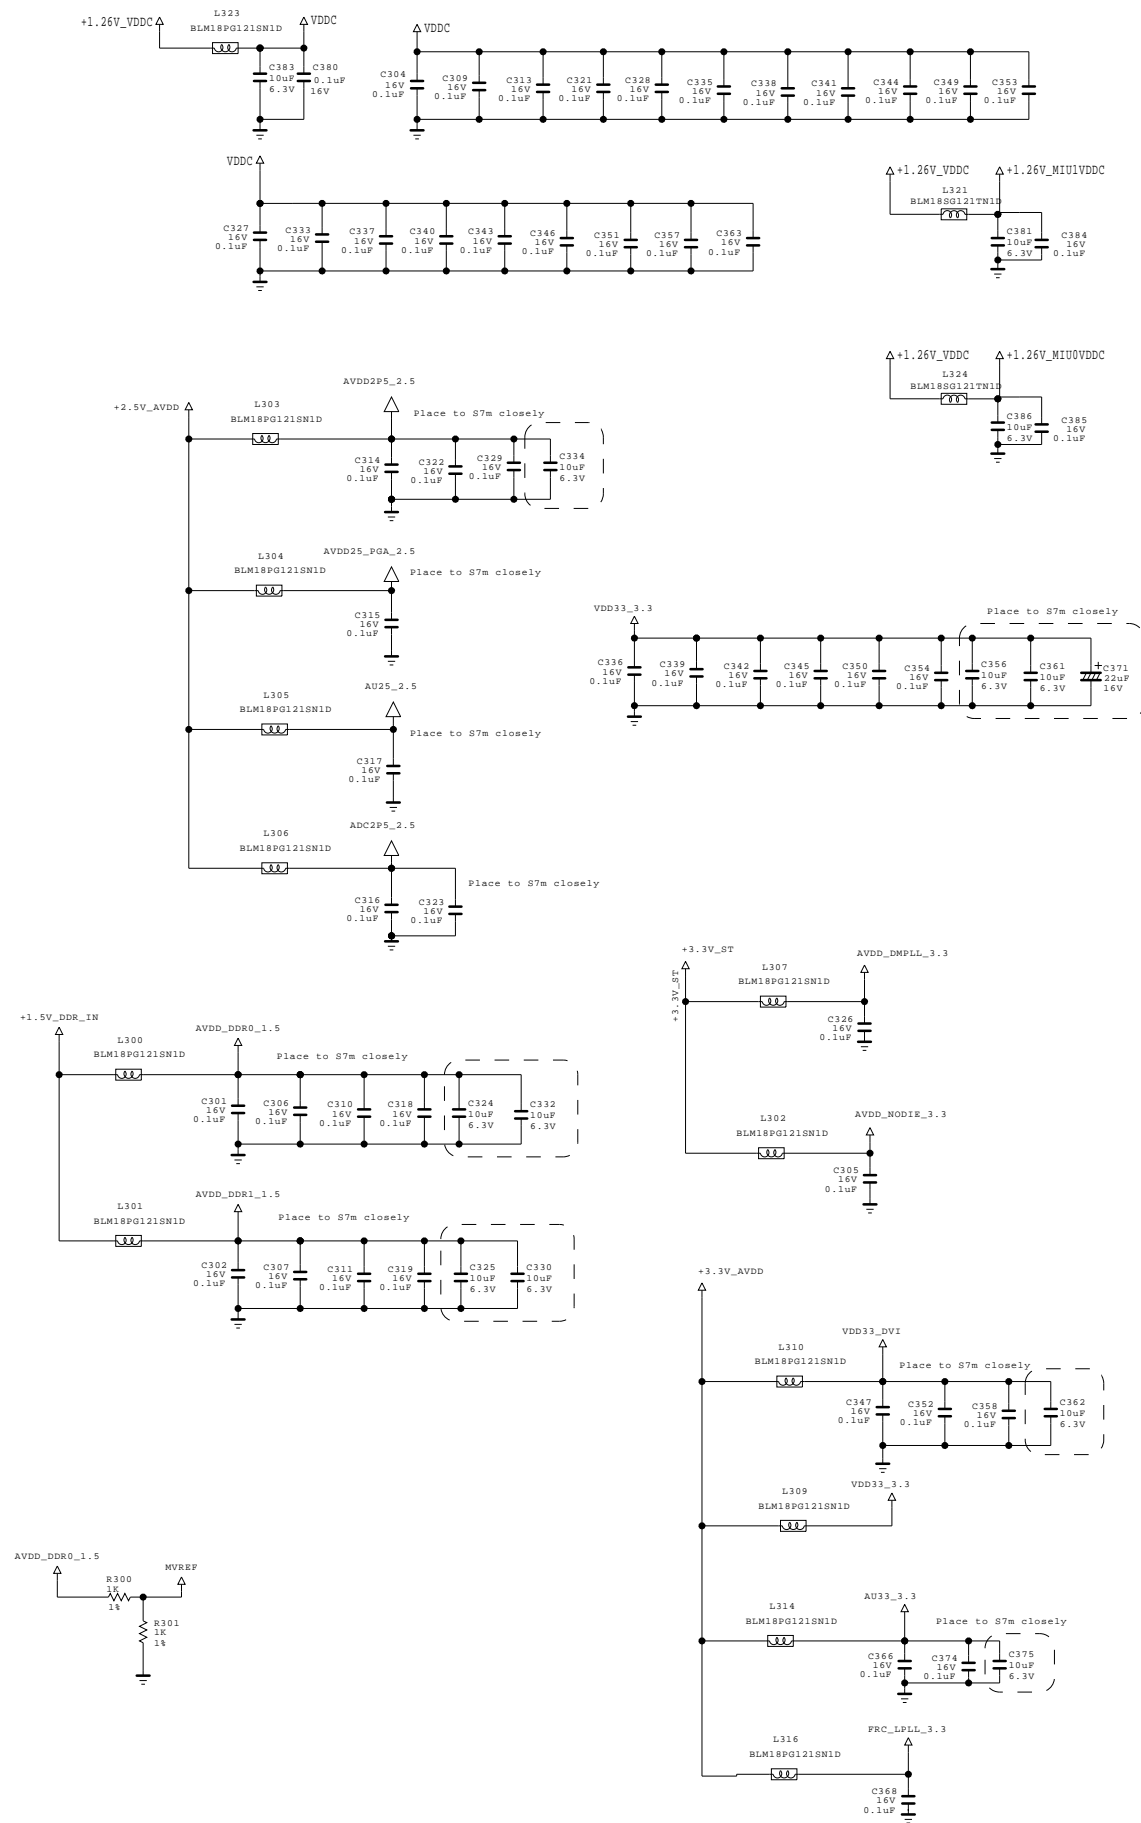 +1.26V_VDDC
L323
BLM18PG121SN1D
VDDC
C383
10uF
6.3V
C380
0.1uF
16V
VDDC
C304
16V
0.1uF
C309
16V
0.1uF
C313
16V
0.1uF
C321
16V
0.1uF
C328
16V
0.1uF
C335
16V
0.1uF
C338
16V
0.1uF
C341
16V
0.1uF
C344
16V
0.1uF
C349
16V
0.1uF
C353
16V
0.1uF
VDDC
C327
16V
0.1uF
C333
16V
0.1uF
C337
16V
0.1uF
C340
16V
0.1uF
C343
16V
0.1uF
C346
16V
0.1uF
C351
16V
0.1uF
C357
16V
0.1uF
C363
16V
0.1uF
+1.26V_VDDC
+1.26V_MIU1VDDC
L321
BLM18SG121TN1D
C381
10uF
6.3V
C384
16V
0.1uF
+1.26V_VDDC
+1.26V_MIU0VDDC
L324
BLM18SG121TN1D
C386
10uF
6.3V
C385
16V
0.1uF
+2.5V_AVDD
L303
BLM18PG121SN1D
AVDD2P5_2.5
Place to S7m closely
C314
16V
0.1uF
C322
16V
0.1uF
C329
16V
0.1uF
C334
10uF
6.3V
L304
BLM18PG121SN1D
AVDD25_PGA_2.5
Place to S7m closely
C315
16V
0.1uF
L305
BLM18PG121SN1D
AU25_2.5
Place to S7m closely
C317
16V
0.1uF
L306
BLM18PG121SN1D
ADC2P5_2.5
Place to S7m closely
C316
16V
0.1uF
C323
16V
0.1uF
VDD33_3.3
Place to S7m closely
C336
16V
0.1uF
C339
16V
0.1uF
C342
16V
0.1uF
C345
16V
0.1uF
C350
16V
0.1uF
C354
16V
0.1uF
C356
10uF
6.3V
C361
10uF
6.3V
+
C371
22uF
16V
+3.3V_ST
+3.3V_ST
L307
BLM18PG121SN1D
AVDD_DMPLL_3.3
C326
16V
0.1uF
L302
BLM18PG121SN1D
AVDD_NODIE_3.3
C305
16V
0.1uF
+1.5V_DDR_IN
L300
BLM18PG121SN1D
AVDD_DDR0_1.5
Place to S7m closely
C301
16V
0.1uF
C306
16V
0.1uF
C310
16V
0.1uF
C318
16V
0.1uF
C324
10uF
6.3V
C332
10uF
6.3V
L301
BLM18PG121SN1D
AVDD_DDR1_1.5
Place to S7m closely
C302
16V
0.1uF
C307
16V
0.1uF
C311
16V
0.1uF
C319
16V
0.1uF
C325
10uF
6.3V
C330
10uF
6.3V
+3.3V_AVDD
L310
BLM18PG121SN1D
VDD33_DVI
Place to S7m closely
C347
16V
0.1uF
C352
16V
0.1uF
C358
16V
0.1uF
C362
10uF
6.3V
L309
BLM18PG121SN1D
VDD33_3.3
L314
BLM18PG121SN1D
AU33_3.3
Place to S7m closely
C366
16V
0.1uF
C374
16V
0.1uF
C375
10uF
6.3V
L316
BLM18PG121SN1D
FRC_LPLL_3.3
C368
16V
0.1uF
AVDD_DDR0_1.5
R300
1K
1%
MVREF
R301
1K
1%